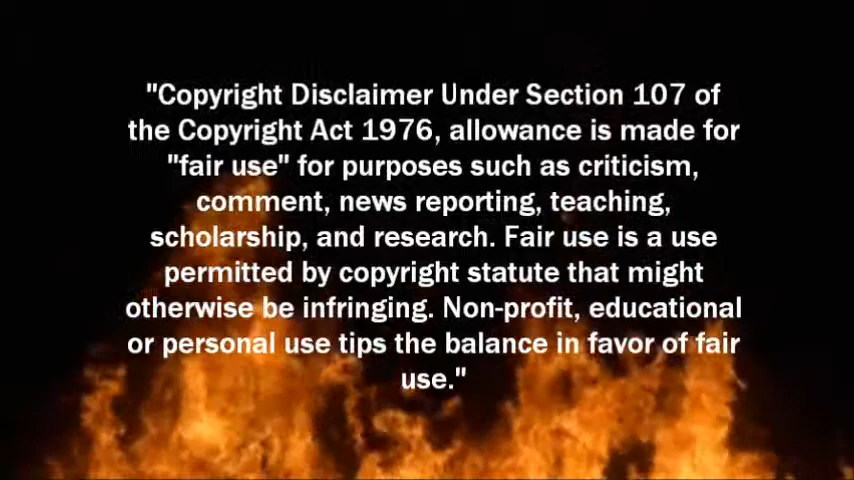 "Copyright Disclaimer Under Section 107 of
the Copyright Act 1976, allowance is made for
"fair use" for purposes such as criticism,
comment, news reporting, teaching,
scholarship, and research. Fair use is a use
permitted by copyright statute that might
otherwise be infringing. Non-profit, educational
or personal use tips the balance in favor of fair
use."